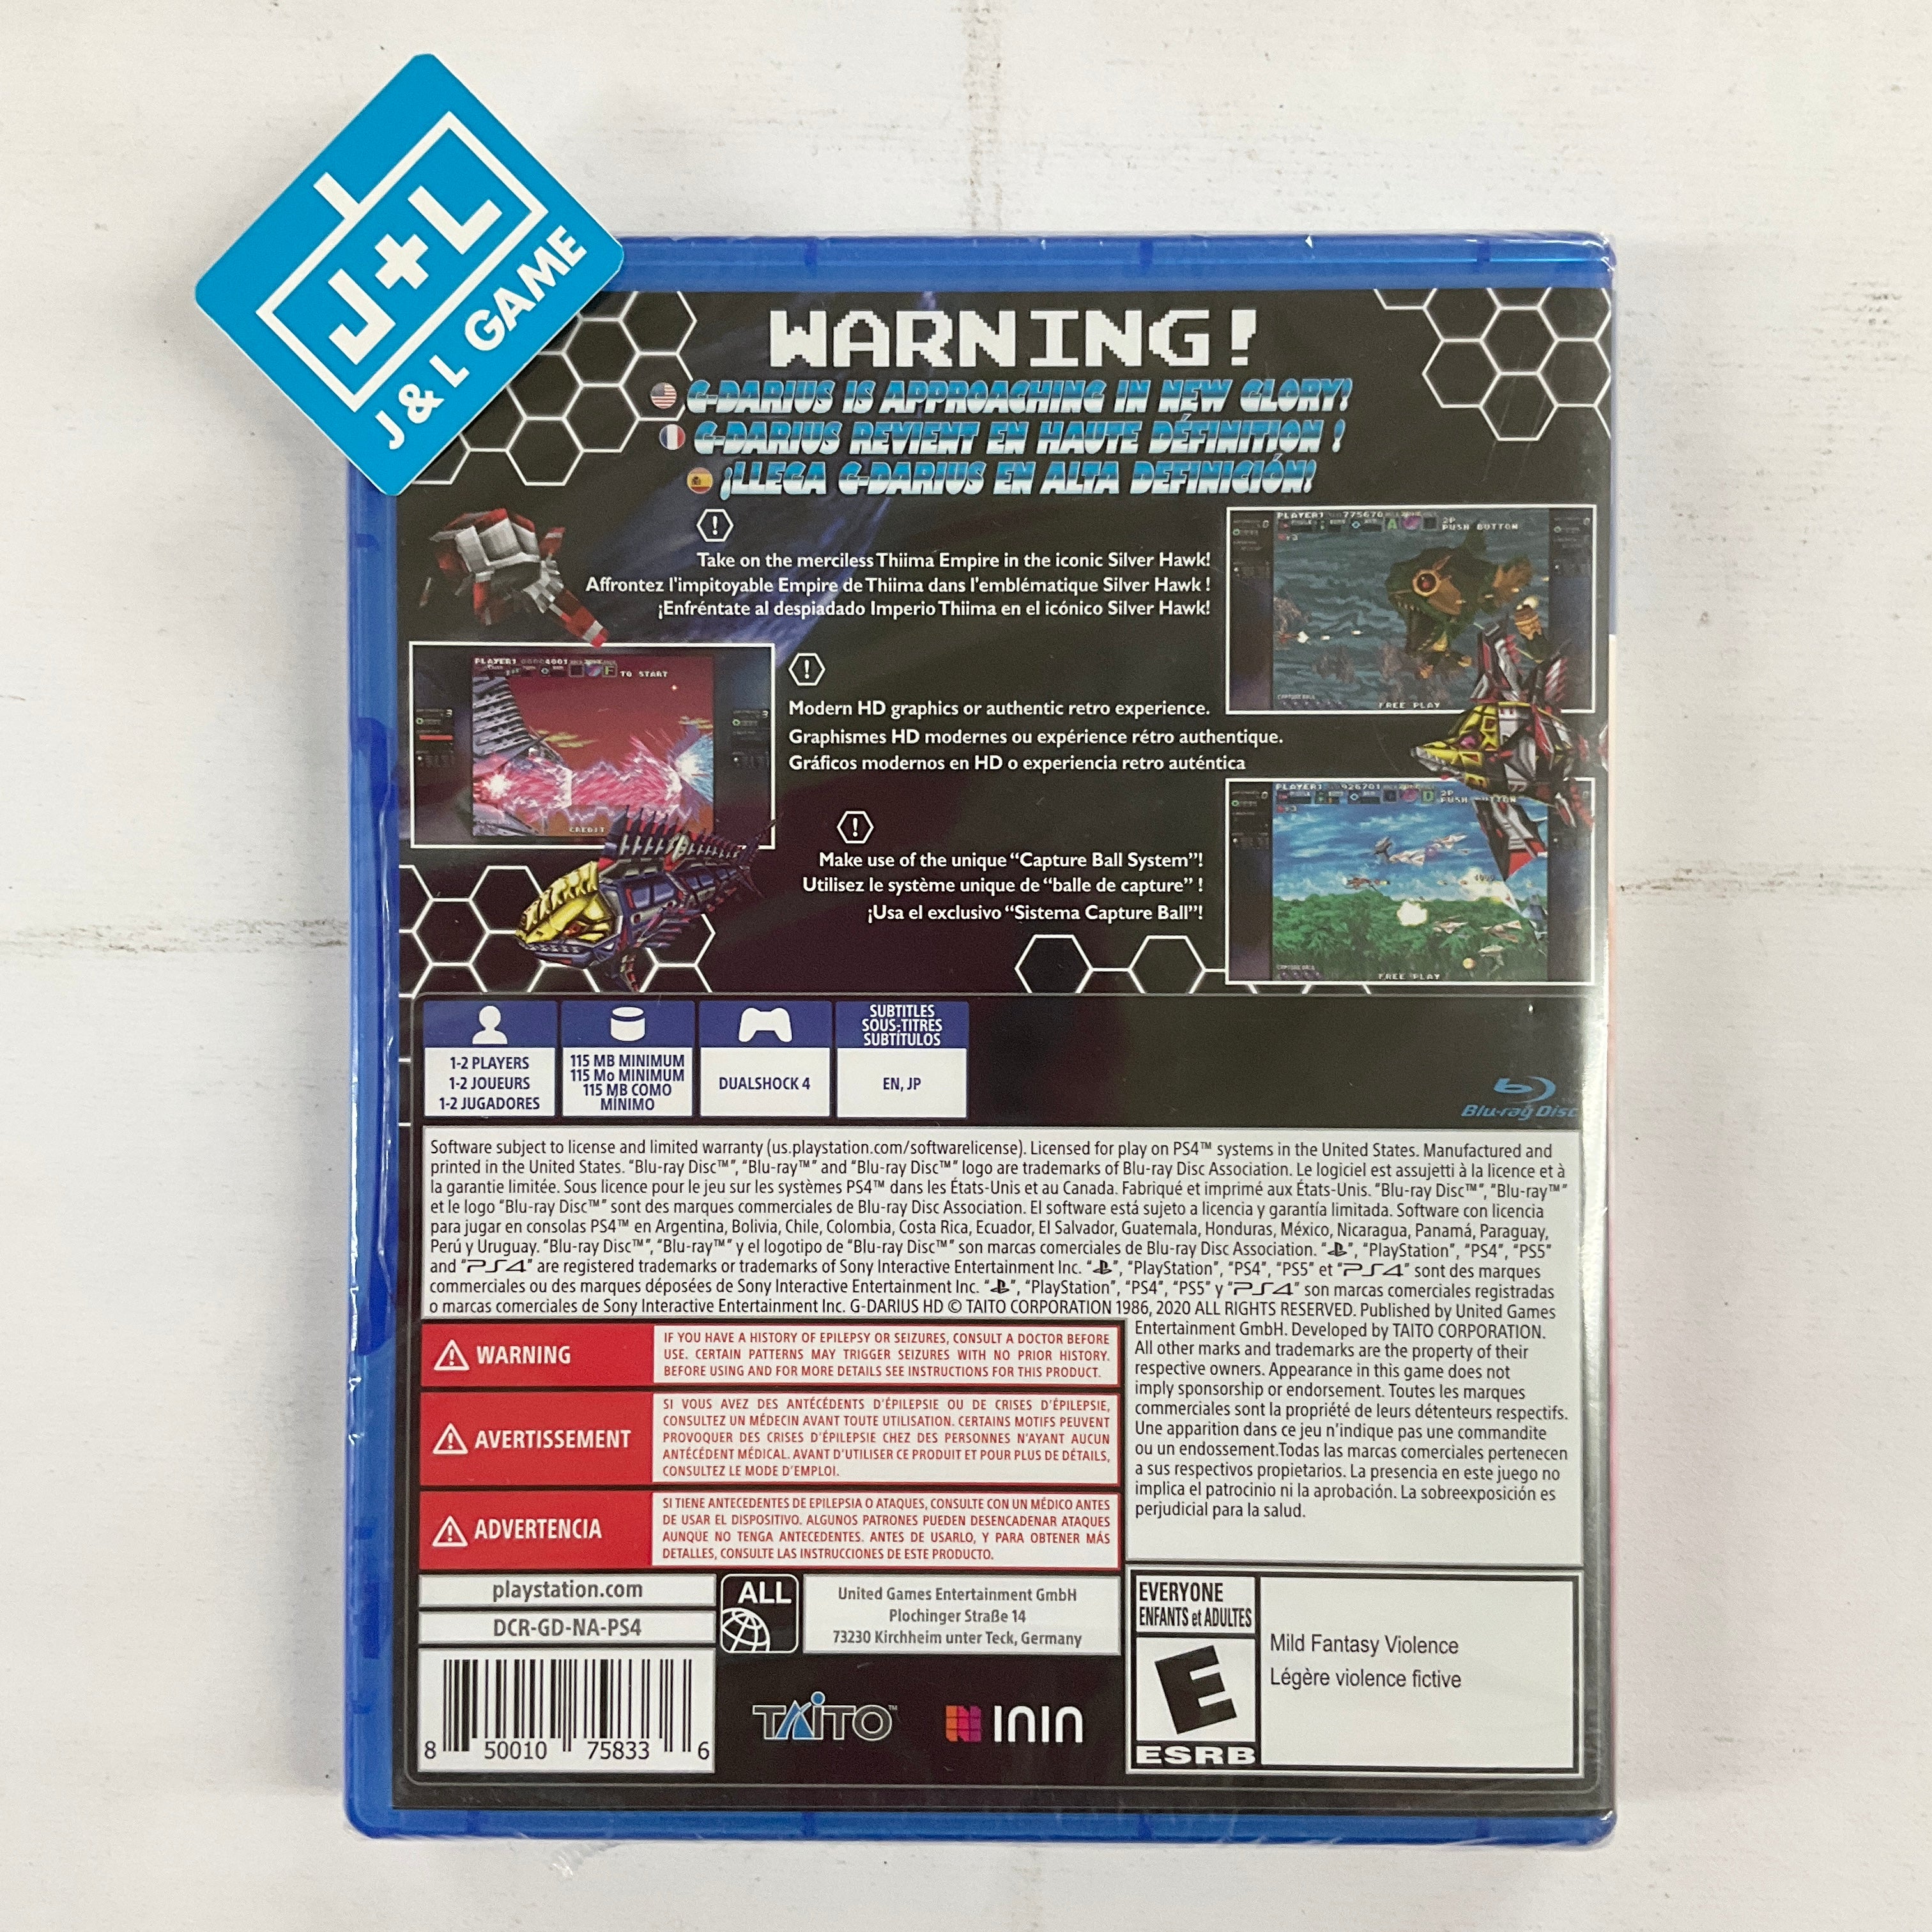 J+L
J & L GAME
WARNING!
G-DARIUS IS APPROACHING IN NEW GLORY!
G-DARIUS REVIENT EN HAUTE DÉFINITION !
¡LLEGA G-DARIUS EN ALTA DEFINICIÓN!
Take on the merciless Thiima Empire in the iconic Silver Hawk!
Affrontez l'impitoyable Empire de Thiima dans l'emblématique Silver Hawk !
¡Enfréntate al despiadado Imperio Thiima en el icónico Silver Hawk!
PLAYER1 775670
A
2P
PUSH BUTTON
FREE PLAY
PLAYER1
F TO START
CREDIT
Modern HD graphics or authentic retro experience.
Graphismes HD modernes ou expérience rétro authentique.
Gráficos modernos en HD o experiencia retro auténtica
Make use of the unique “Capture Ball System”!
Utilisez le système unique de “balle de capture” !
¡Usa el exclusivo “Sistema Capture Ball”!
PLAYER1 926701
D
2P
PUSH BUTTON
FREE PLAY
1-2 PLAYERS
1-2 JOUEURS
1-2 JUGADORES
115 MB MINIMUM
115 Mo MINIMUM
115 MB COMO
MÍNIMO
DUALSHOCK 4
SUBTITLES
SOUS-TITRES
SUBTÍTULOS
EN, JP
Blu-ray Disc
Software subject to license and limited warranty (us.playstation.com/softwarelicense). Licensed for play on PS4™ systems in the United States. Manufactured and
printed in the United States. “Blu-ray Disc™”, “Blu-ray™” and “Blu-ray Disc™” logo are trademarks of Blu-ray Disc Association. Le logiciel est assujetti à la licence et à
la garantie limitée. Sous licence pour le jeu sur les systèmes PS4™ dans les États-Unis et au Canada. Fabriqué et imprimé aux États-Unis. “Blu-ray Disc™”, “Blu-ray™”
et le logo “Blu-ray Disc™” sont des marques commerciales de Blu-ray Disc Association. El software está sujeto a licencia y garantía limitada. Software con licencia
para jugar en consolas PS4™ en Argentina, Bolivia, Chile, Colombia, Costa Rica, Ecuador, El Salvador, Guatemala, Honduras, México, Nicaragua, Panamá, Paraguay,
Perú y Uruguay. “Blu-ray Disc™”, “Blu-ray™” y el logotipo de “Blu-ray Disc™” son marcas comerciales de Blu-ray Disc Association. “”, “PlayStation”, “PS4”, “PS5”
and “PS4” are registered trademarks or trademarks of Sony Interactive Entertainment Inc. “”, “PlayStation”, “PS4”, “PS5” et “PS4” sont des marques
commerciales ou des marques déposées de Sony Interactive Entertainment Inc. “”, “PlayStation”, “PS4”, “PS5” y “PS4” son marcas comerciales registradas
o marcas comerciales de Sony Interactive Entertainment Inc. G-DARIUS HD © TAITO CORPORATION 1986, 2020 ALL RIGHTS RESERVED. Published by United Games
Entertainment GmbH. Developed by TAITO CORPORATION.
All other marks and trademarks are the property of their
respective owners. Appearance in this game does not
imply sponsorship or endorsement. Toutes les marques
commerciales sont la propriété de leurs détenteurs respectifs.
Une apparition dans ce jeu n'indique pas une commandite
ou un endossement.Todas las marcas comerciales pertenecen
a sus respectivos propietarios. La presencia en este juego no
implica el patrocinio ni la aprobación. La sobreexposición es
perjudicial para la salud.
WARNING
IF YOU HAVE A HISTORY OF EPILEPSY OR SEIZURES, CONSULT A DOCTOR BEFORE
USE. CERTAIN PATTERNS MAY TRIGGER SEIZURES WITH NO PRIOR HISTORY.
BEFORE USING AND FOR MORE DETAILS SEE INSTRUCTIONS FOR THIS PRODUCT.
AVERTISSEMENT
SI VOUS AVEZ DES ANTÉCÉDENTS D'ÉPILEPSIE OU DE CRISES D'ÉPILEPSIE,
CONSULTEZ UN MÉDECIN AVANT TOUTE UTILISATION. CERTAINS MOTIFS PEUVENT
PROVOQUER DES CRISES D'ÉPILEPSIE CHEZ DES PERSONNES N'AYANT AUCUN
ANTÉCÉDENT MÉDICAL. AVANT D'UTILISER CE PRODUIT ET POUR PLUS DE DÉTAILS,
CONSULTEZ LE MODE D'EMPLOI.
ADVERTENCIA
SI TIENE ANTECEDENTES DE EPILEPSIA O ATAQUES, CONSULTE CON UN MÉDICO ANTES
DE USAR EL DISPOSITIVO. ALGUNOS PATRONES PUEDEN DESENCADENAR ATAQUES
AUNQUE NO TENGA ANTECEDENTES. ANTES DE USARLO, Y PARA OBTENER MÁS
DETALLES, CONSULTE LAS INSTRUCCIONES DE ESTE PRODUCTO.
playstation.com
DCR-GD-NA-PS4
ALL
United Games Entertainment GmbH
Plochinger Straße 14
73230 Kirchheim unter Teck, Germany
8 50010 75833 6
TAITO™
ININ
EVERYONE
ENFANTS et ADULTES
E
ESRB
Mild Fantasy Violence
Légère violence fictive